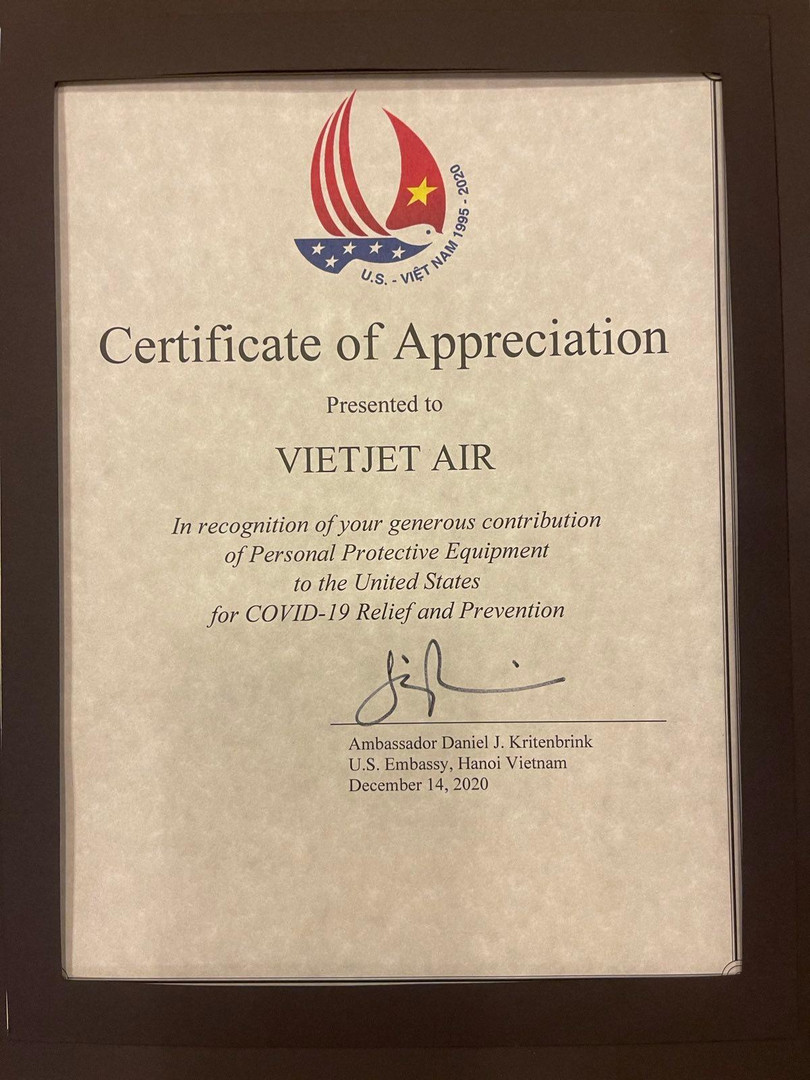 U.S. - VIỆT NAM 1995 - 2020
Certificate of Appreciation
Presented to
VIETJET AIR
In recognition of your generous contribution
of Personal Protective Equipment
to the United States
for COVID-19 Relief and Prevention
Ambassador Daniel J. Kritenbrink
U.S. Embassy, Hanoi Vietnam
December 14, 2020